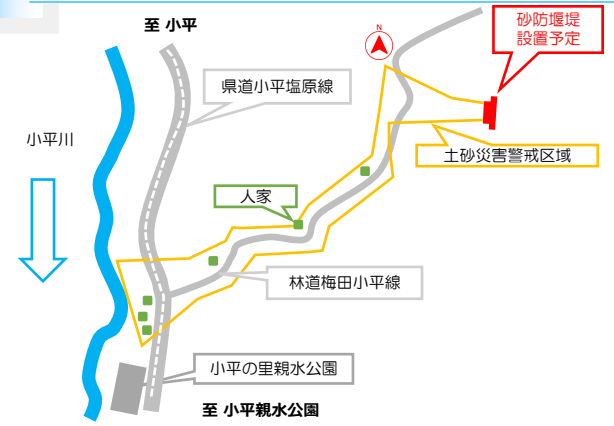 至 小平
N
砂防堰堤
設置予定
県道小平塩原線
小平川
土砂災害警戒区域
人家
林道梅田小平線
小平の里親水公園
至 小平親水公園